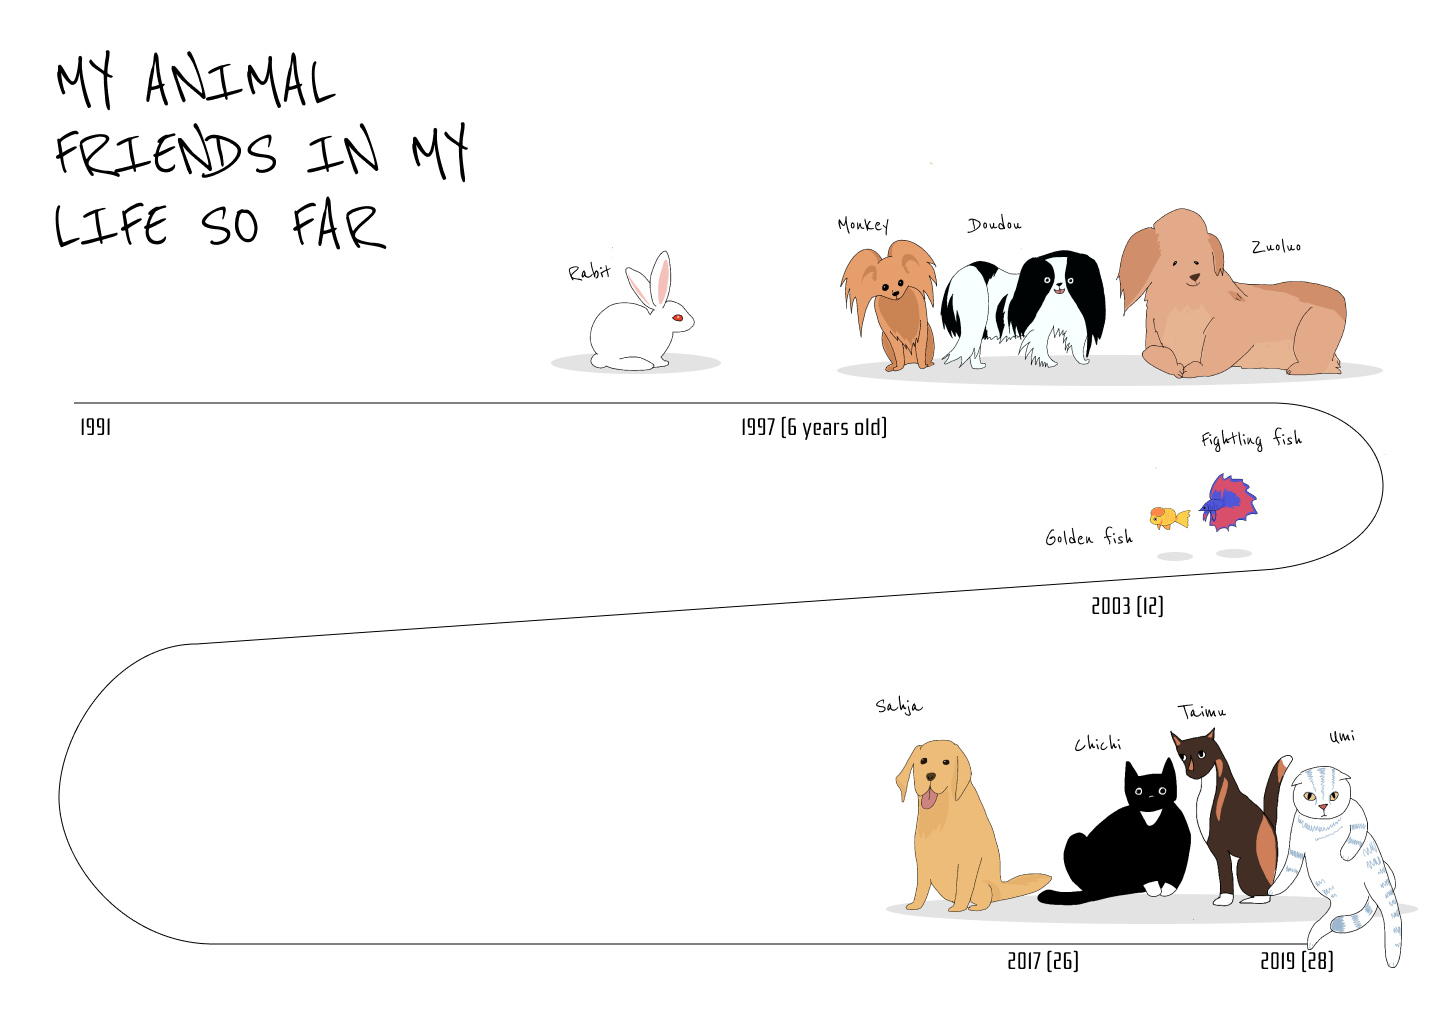 MY ANIMAL
FRIENDS IN MY
LIFE SO FAR
Rabit
Monkey
Doudou
Zuoluo
1991
1997 (6 years old)
Fightling fish
Golden fish
2003 (12)
Sahja
Chichi
Taimu
Umi
2017 (26)
2019 (28)